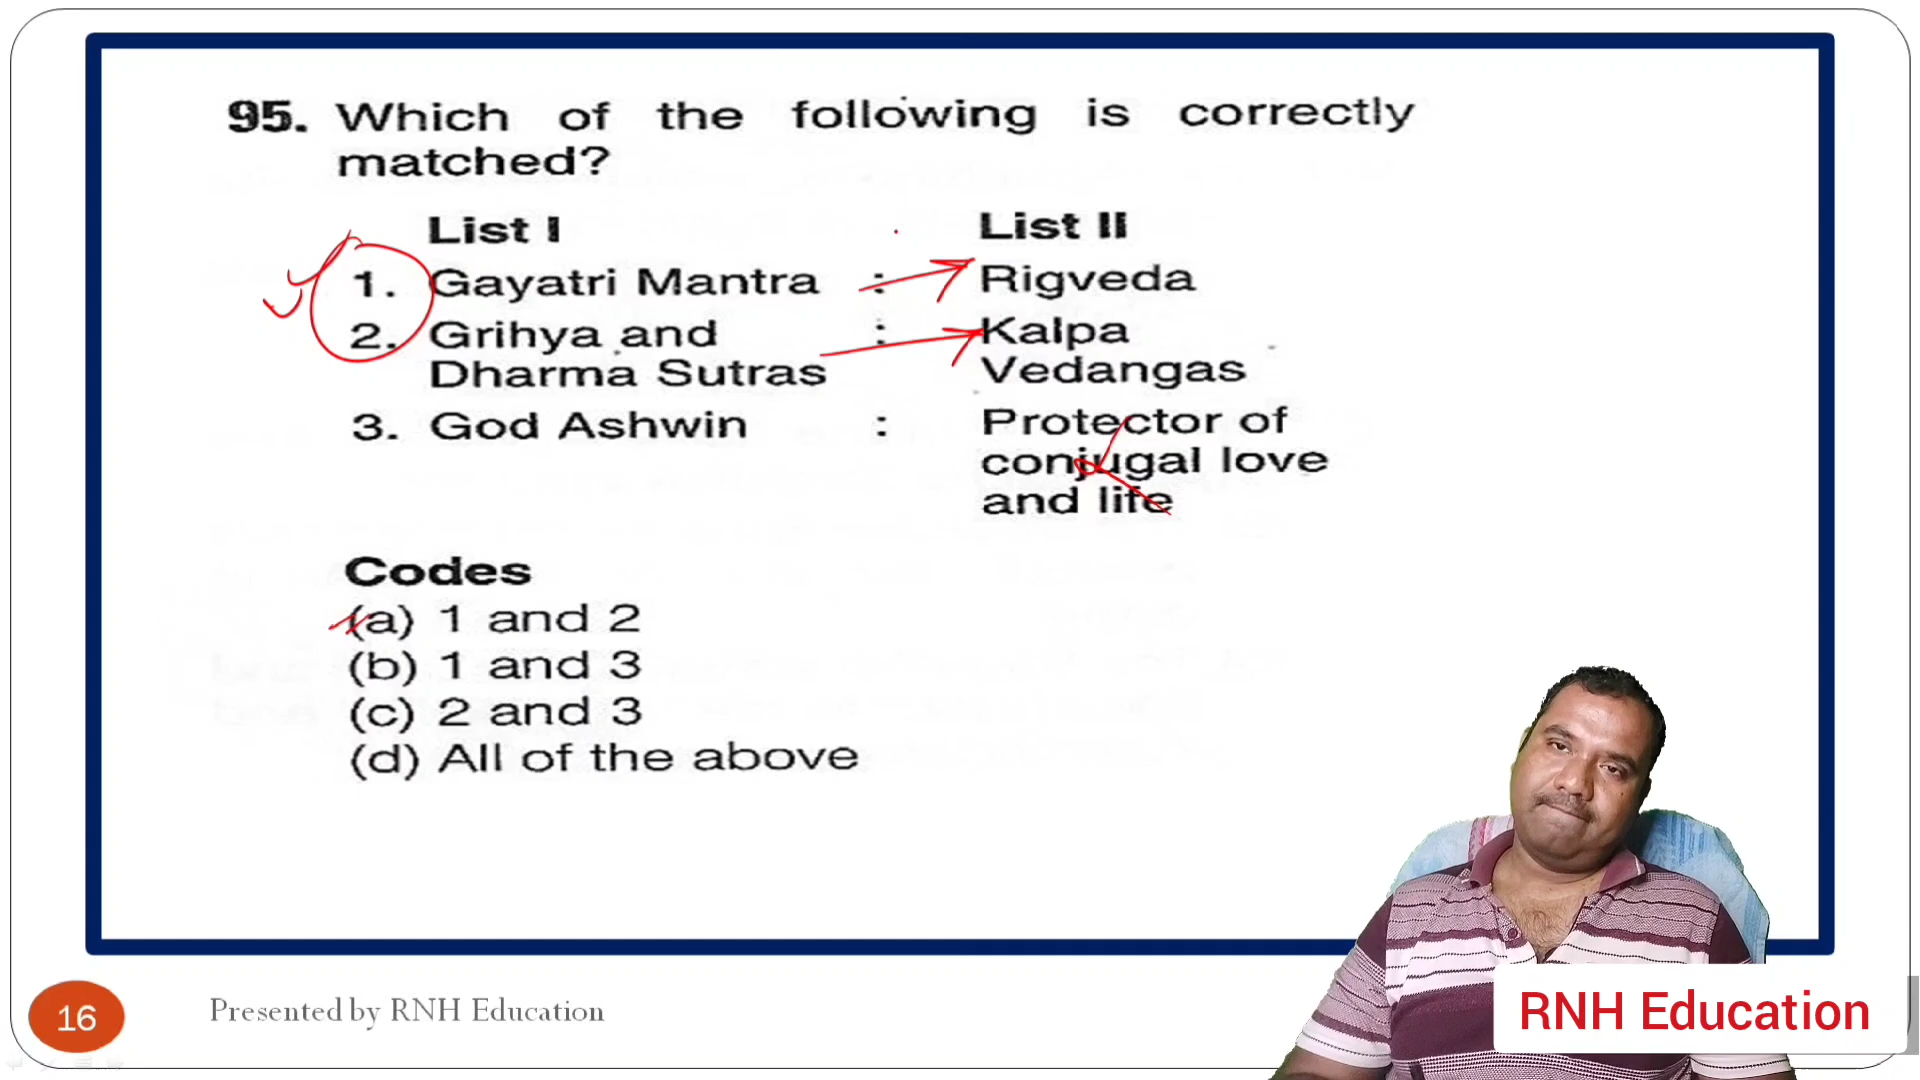 95. Which of the following is correctly
matched?
List I List II
1. Gayatri Mantra : Rigveda
2. Grihya and : Kalpa
Dharma Sutras Vedangas
3. God Ashwin : Protector of
conjugal love
and life
Codes
(a) 1 and 2
(b) 1 and 3
(c) 2 and 3
(d) All of the above
16 Presented by RNH Education
RNH Education